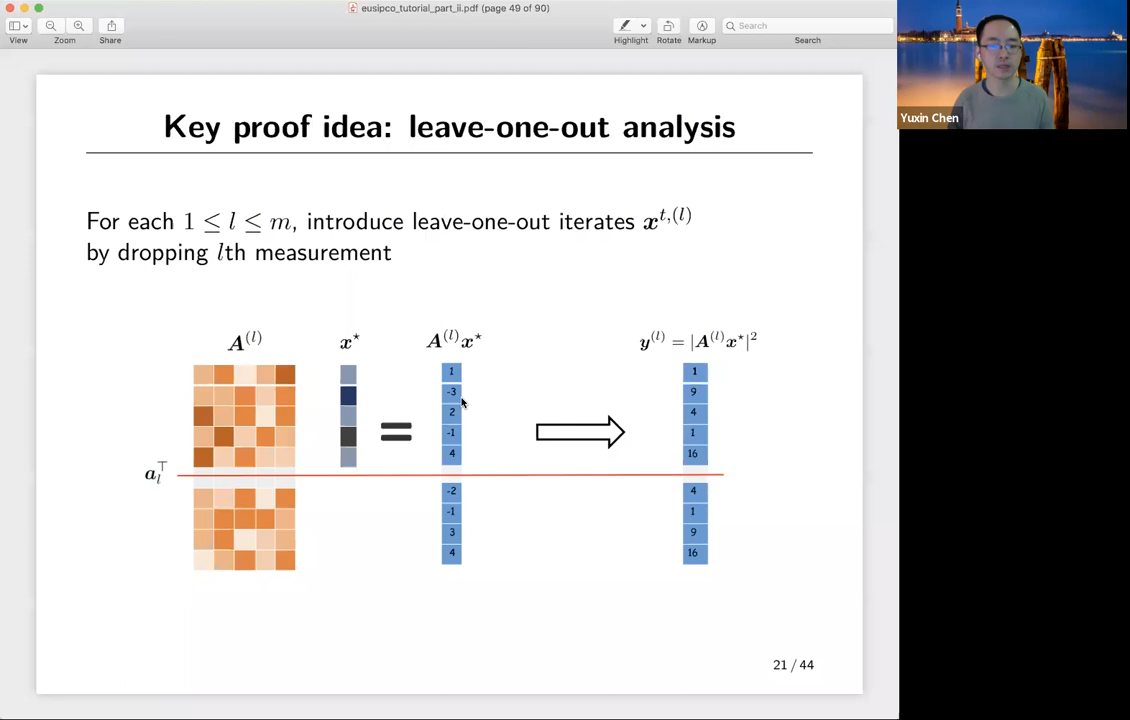 eusipco_tutorial_part_ii.pdf (page 49 of 90)
View
Zoom
Share
Highlight
Rotate
Markup
Search
Search
Yuxin Chen
Key proof idea: leave-one-out analysis
For each 1 ≤ l ≤ m, introduce leave-one-out iterates x^{t,(l)}
by dropping lth measurement
A^{(l)} x^⋆ A^{(l)}x^⋆ y^{(l)} = |A^{(l)}x^⋆|^2
1 1
-3 9
2 4
= -1 1
4 16
a_l^⊤
-2 4
-1 1
3 9
4 16
21 / 44